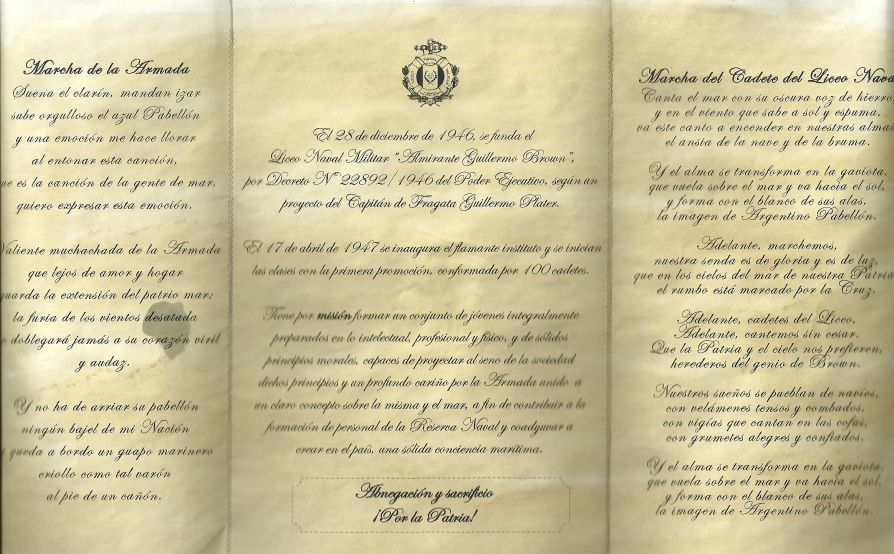 Marcha de la Armada
Suena el clarín, mandan izar
sube orgulloso el azul Pabellón
y una emoción me hace llorar
al entonar esta canción,
ue es la canción de la gente de mar,
quiero expresar esta emoción.
Valiente muchachada de la Armada
que lejos de amor y hogar
guarda la extensión del patrio mar;
la furia de los vientos desatada
o doblegará jamás a su corazón viril
y audaz.
Y no ha de arriar su pabellón
ningún bajel de mi Nación
i queda a bordo un guapo marinero
criollo como tal varón
al pie de un cañón.
El 28 de diciembre de 1946, se funda el
Liceo Naval Militar "Almirante Guillermo Brown",
por Decreto Nº 22892/1946 del Poder Ejecutivo, según un
proyecto del Capitán de Fragata Guillermo Plater.
El 17 de abril de 1947 se inaugura el flamante instituto y se inician
las clases con la primera promoción, conformada por 100 cadetes.
Tiene por misión formar un conjunto de jóvenes integralmente
preparados en lo intelectual, profesional y físico, y de sólidos
principios morales, capaces de proyectar al seno de la sociedad
dichos principios y un profundo cariño por la Armada unido a
un claro concepto sobre la misma y el mar, a fin de contribuir a la
formación de personal de la Reserva Naval y coadyuvar a
crear en el país, una sólida conciencia marítima.
Abnegación y sacrificio
¡Por la Patria!
Marcha del Cadete del Liceo Nava
Canta el mar con su oscura voz de hierro
y en el viento que sabe a sol y espuma,
va este canto a encender en nuestras almas
el ansia de la nave y de la bruma.
Y el alma se transforma en la gaviota,
que vuela sobre el mar y va hacia el sol,
y forma con el blanco de sus alas,
la imagen de Argentino Pabellón.
Adelante, marchemos,
nuestra senda es de gloria y es de luz,
que en los cielos del mar de nuestra Patria
el rumbo está marcado por la Cruz.
Adelante, cadetes del Liceo,
Adelante, cantemos sin cesar.
Que la Patria y el cielo nos prefieren,
herederos del genio de Brown.
Nuestros sueños se pueblan de navíos,
con velámenes tensos y combados,
con vigías que cantan en las cofas,
con grumetes alegres y confiados.
Y el alma se transforma en la gaviota,
que vuela sobre el mar y va hacia el sol,
y forma con el blanco de sus alas,
la imagen de Argentino Pabellón.